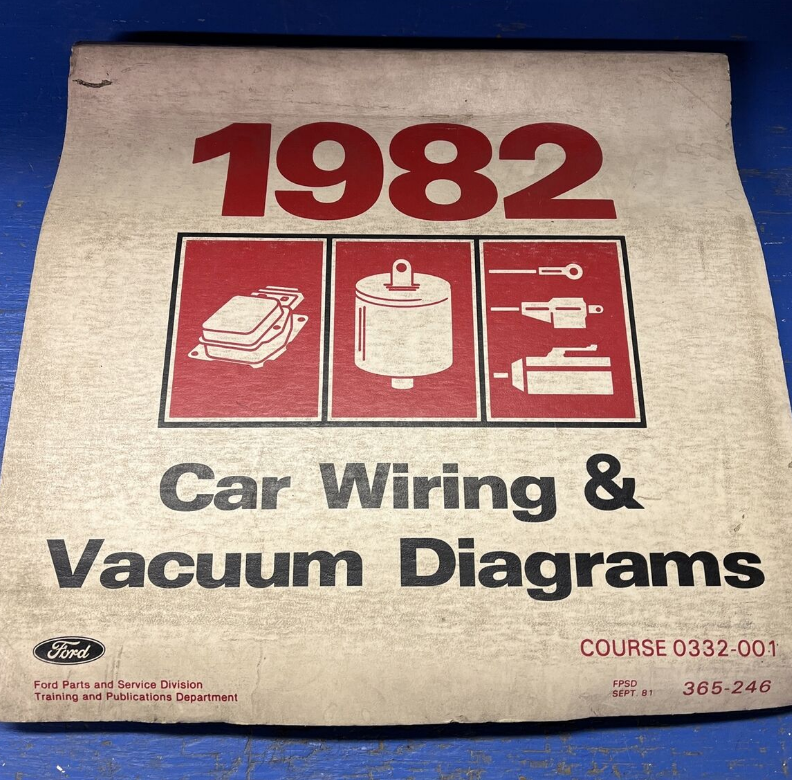 1982
Car Wiring &
Vacuum Diagrams
Ford
COURSE 0332-001
Ford Parts and Service Division
Training and Publications Department
FPSD
SEPT. 81
365-246